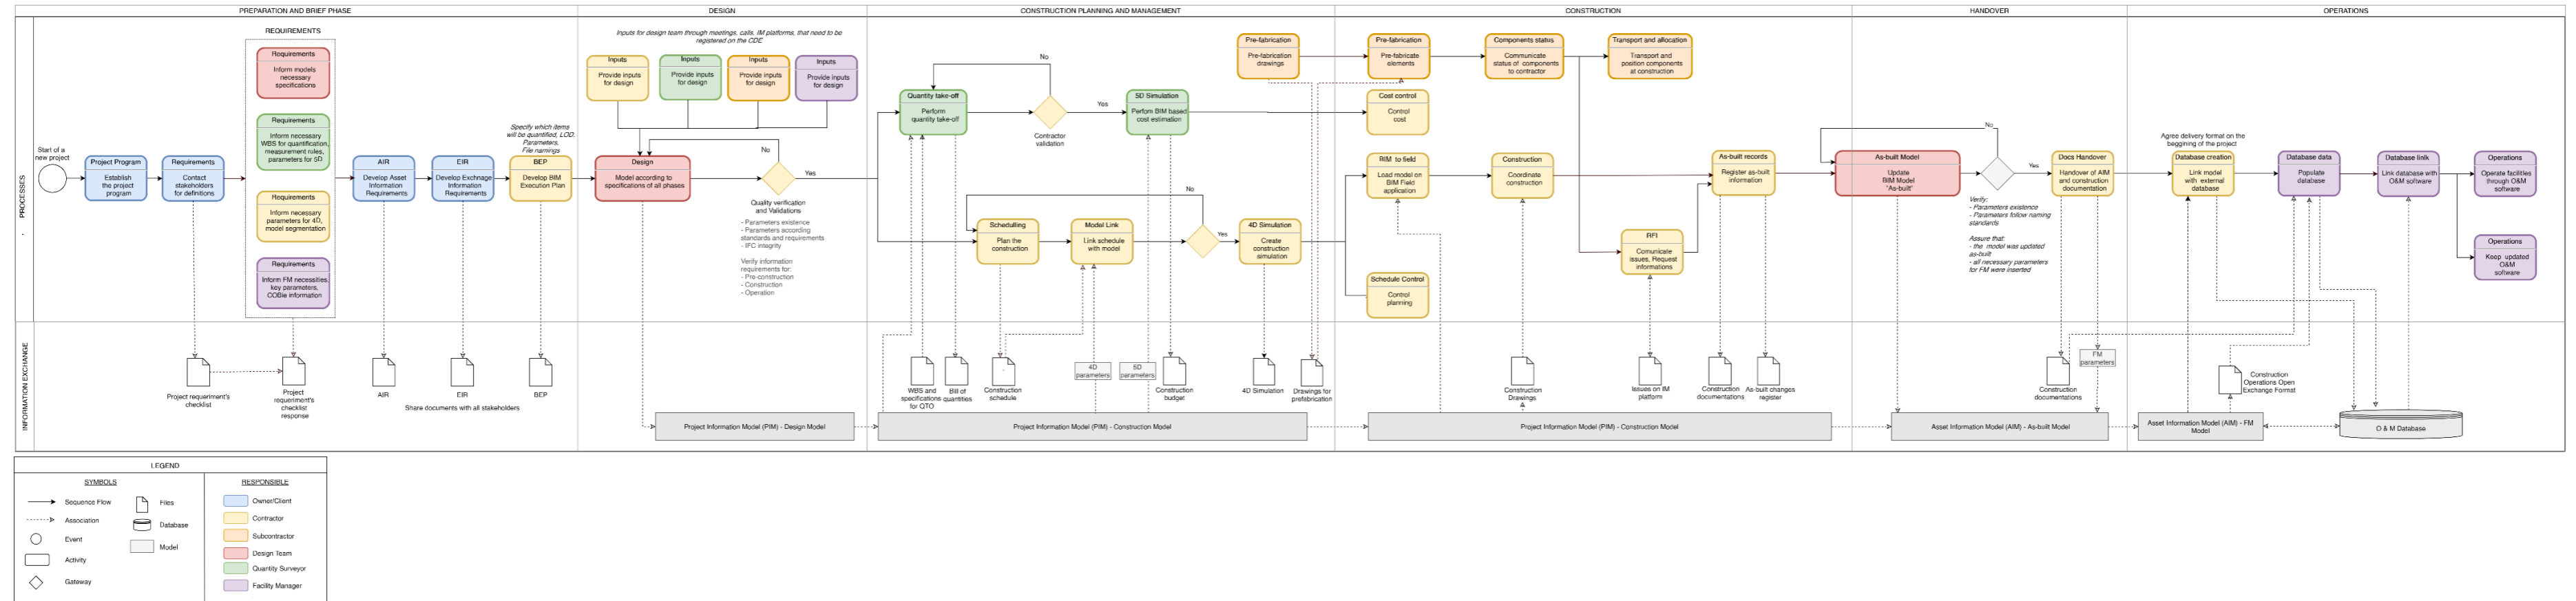 PREPARATION AND BRIEF PHASE
DESIGN
CONSTRUCTION PLANNING AND MANAGEMENT
CONSTRUCTION
HANDOVER
OPERATIONS
PROCESSES
Start of a
new project
Project Program
Establish
the project
program
Requirements
Contact
stakeholders
for definitions
REQUIREMENTS
Requirements
Inform models
necessary
specifications
Requirements
Inform necessary
WBS for quantification,
measurement rules,
parameters for 5D
Requirements
Inform necessary
parameters for 4D,
model segmentation
Requirements
Inform FM necessities,
key parameters,
COBie information
AIR
Develop Asset
Information
Requirements
EIR
Develop Exchnage
Information
Requirements
Specify which items
will be quantified, LOD.
Parameters,
File namings
BEP
Develop BIM
Execution Plan
Inputs for design team through meetings, calls. IM platforms, that need to be
registered on the CDE
Inputs
Provide inputs
for design
Inputs
Provide inputs
for design
Inputs
Provide inputs
for design
Inputs
Provide inputs
for design
Design
Model according to
specifications of all phases
No
Yes
Quality verification
and Validations
- Parameters existence
- Parameters according
standards and requirements
- IFC integrity
Verify information
requirements for:
- Pre-construction
- Construction
- Operation
Quantity take-off
Perform
quantity take-off
No
Yes
Contractor
validation
5D Simulation
Perfom BIM based
cost estimation
Schedulling
Plan the
construction
Model Link
Link schedule
with model
No
Yes
4D Simulation
Create
construction
simulation
Pre-fabrication
Pre-fabrication
drawings
Pre-fabrication
Pre-fabricate
elements
Components status
Communicate
status of components
to contractor
Transport and allocation
Transport and
position components
at construction
Cost control
Control
cost
BIM to field
Load model on
BIM Field
application
Construction
Coordinate
construction
Schedule Control
Control
planning
RFI
Comunicate
issues, Request
informations
As-built records
Register as-built
information
As-built Model
Update
BIM Model
"As-built"
No
Yes
Verify:
- Parameters existence
- Parameters follow naming
standards
Assure that:
- the model was updated
as-built
- all necessary parameters
for FM were inserted
Docs Handover
Handover of AIM
and construction
documentation
Agree delivery format on the
beggining of the project
Database creation
Link model
with external
database
Database data
Populate
database
Database linlk
Link database with
O&M software
Operations
Operate facilities
through O&M
software
Operations
Keep updated
O&M
software
INFORMATION EXCHANGE
Project requeriment's
checklist
Project
requeriment's
checklist
response
AIR
EIR
BEP
Share documents with all stakeholders
Project Information Model (PIM) - Design Model
WBS and
specifications
for QTO
Bill of
quantities
Construction
schedule
4D
parameters
5D
parameters
Construction
budget
4D Simulation
Drawings for
prefabrication
Project Information Model (PIM) - Construction Model
Construction
Drawings
Issues on IM
platform
Construction
documentations
As-built changes
register
Project Information Model (PIM) - Construction Model
Construction
documentations
FM
parameters
Asset Information Model (AIM) - As-built Model
Construction
Operations Open
Exchange Format
Asset Information Model (AIM) - FM
Model
O & M Database
LEGEND
SYMBOLS
Sequence Flow
Association
Event
Activity
Gateway
Files
Database
Model
RESPONSIBLE
Owner/Client
Contractor
Subcontractor
Design Team
Quantity Surveyor
Facility Manager